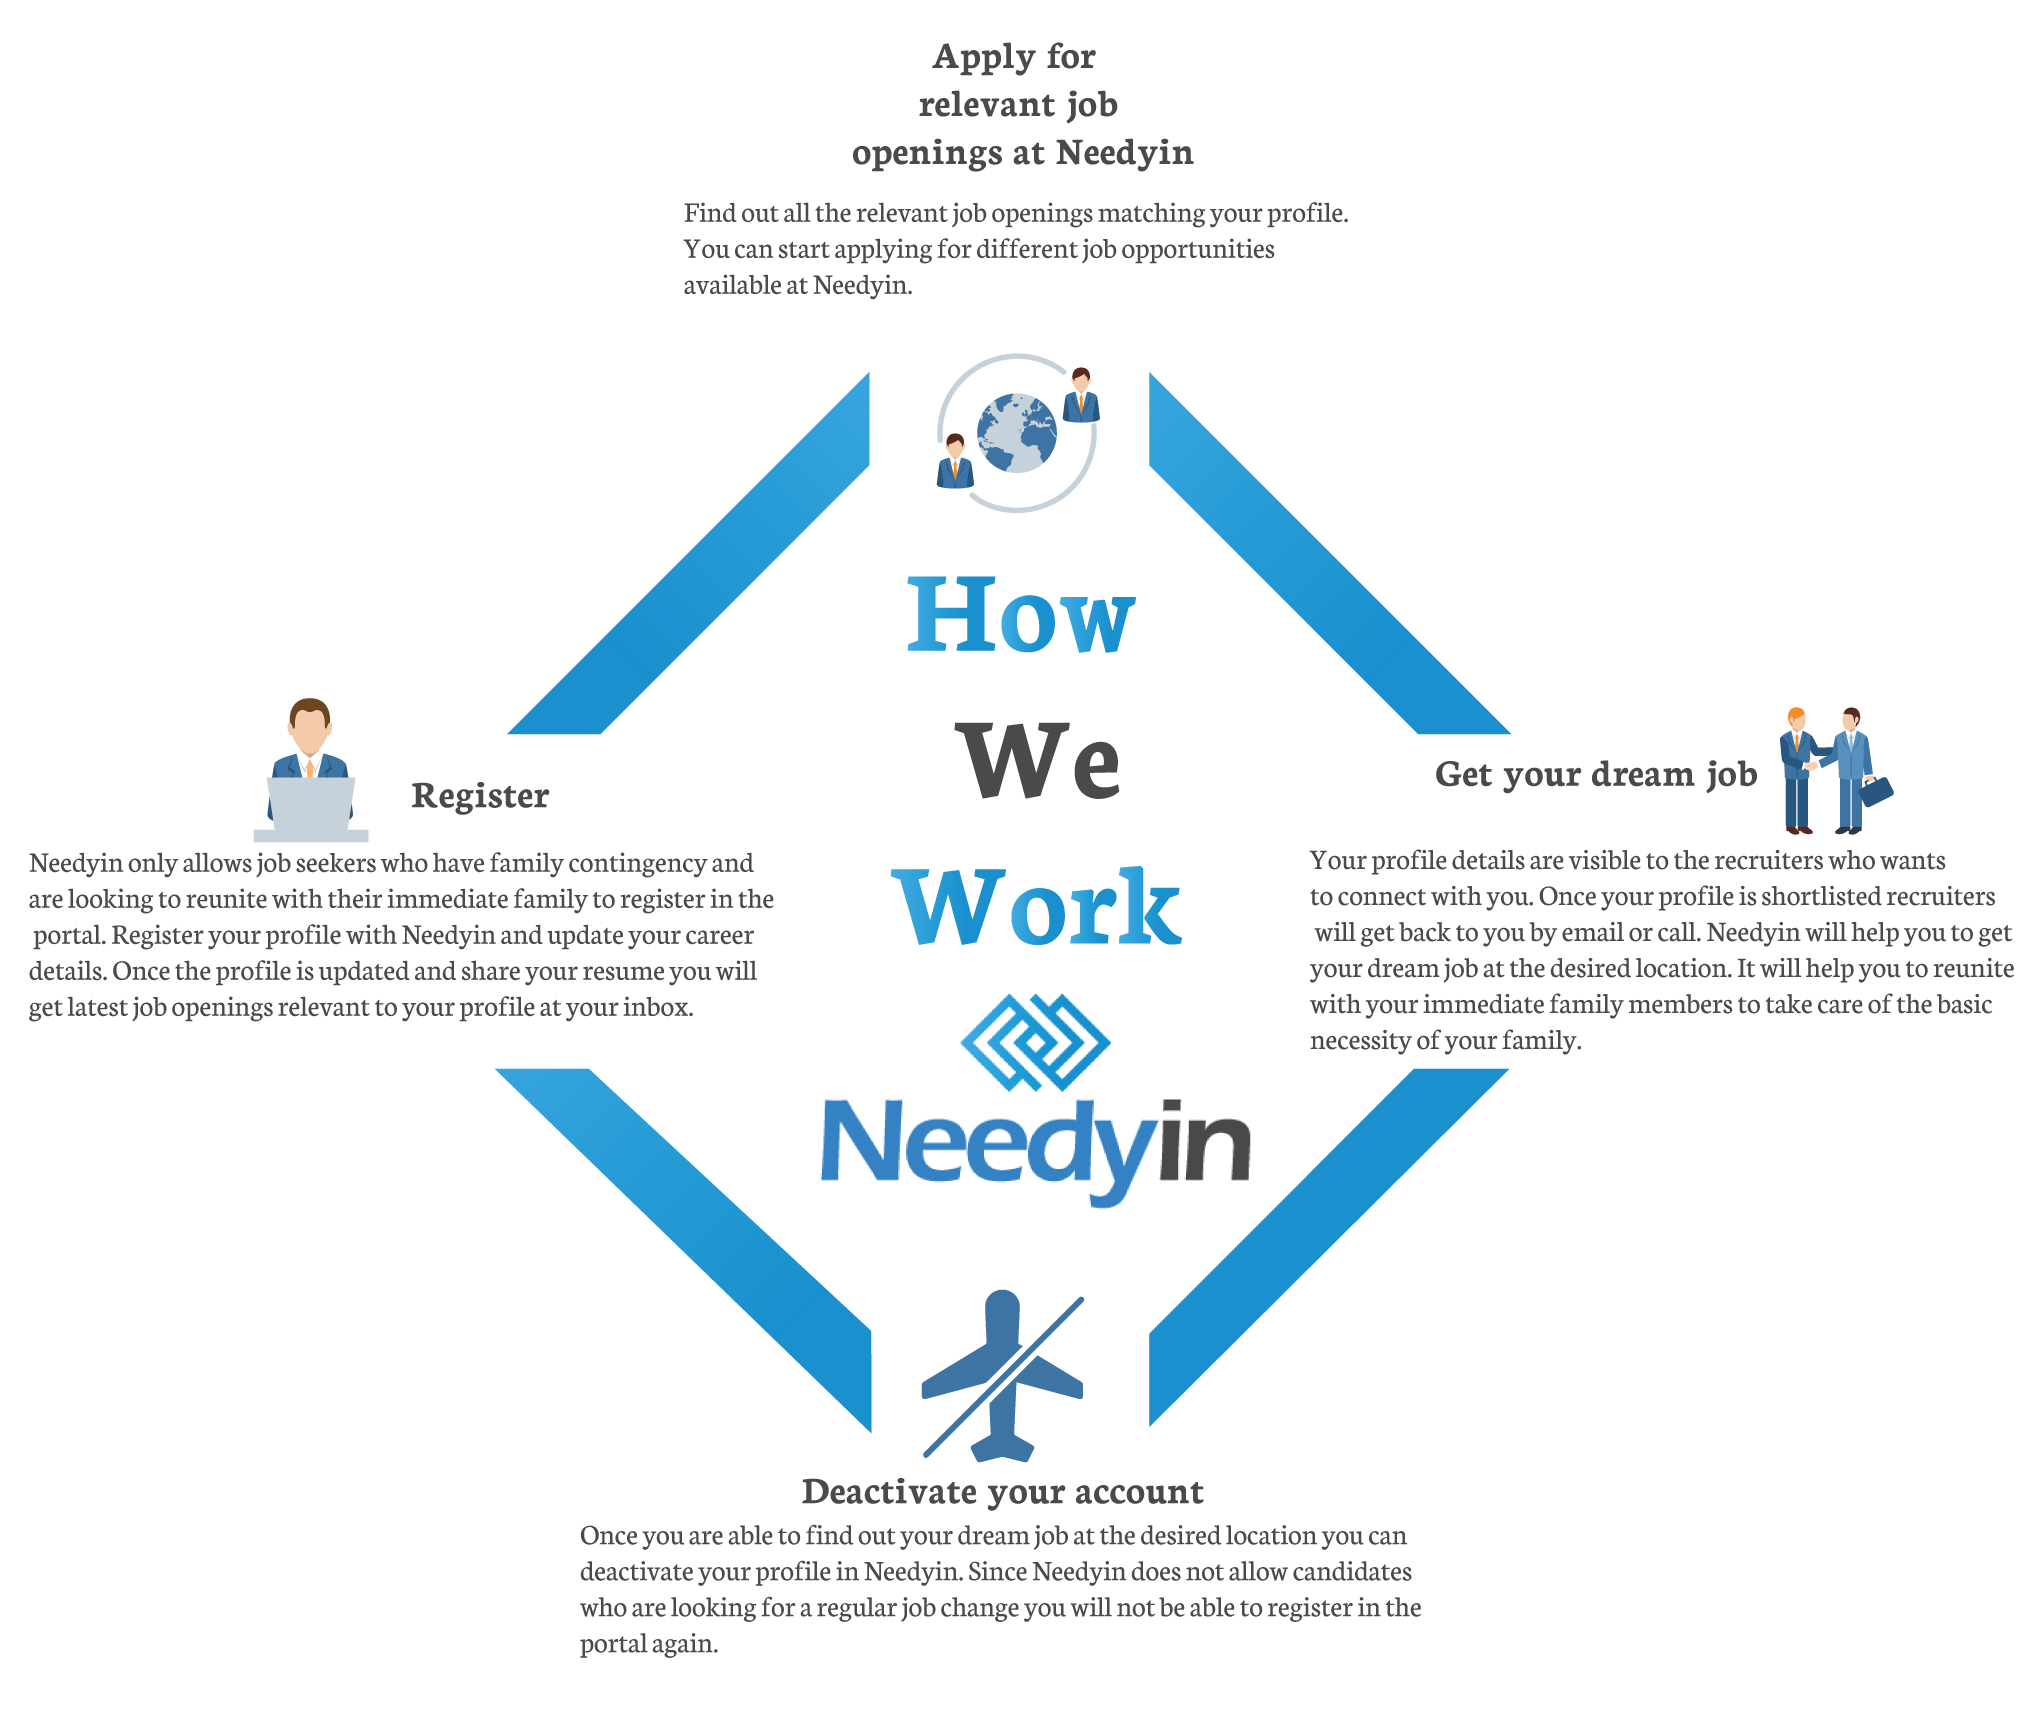 Apply for
relevant job
openings at Needyin
Find out all the relevant job openings matching your profile.
You can start applying for different job opportunities
available at Needyin.
How
We
Work
Needyin
Register
Needyin only allows job seekers who have family contingency and
are looking to reunite with their immediate family to register in the
portal. Register your profile with Needyin and update your career
details. Once the profile is updated and share your resume you will
get latest job openings relevant to your profile at your inbox.
Get your dream job
Your profile details are visible to the recruiters who wants
to connect with you. Once your profile is shortlisted recruiters
will get back to you by email or call. Needyin will help you to get
your dream job at the desired location. It will help you to reunite
with your immediate family members to take care of the basic
necessity of your family.
Deactivate your account
Once you are able to find out your dream job at the desired location you can
deactivate your profile in Needyin. Since Needyin does not allow candidates
who are looking for a regular job change you will not be able to register in the
portal again.